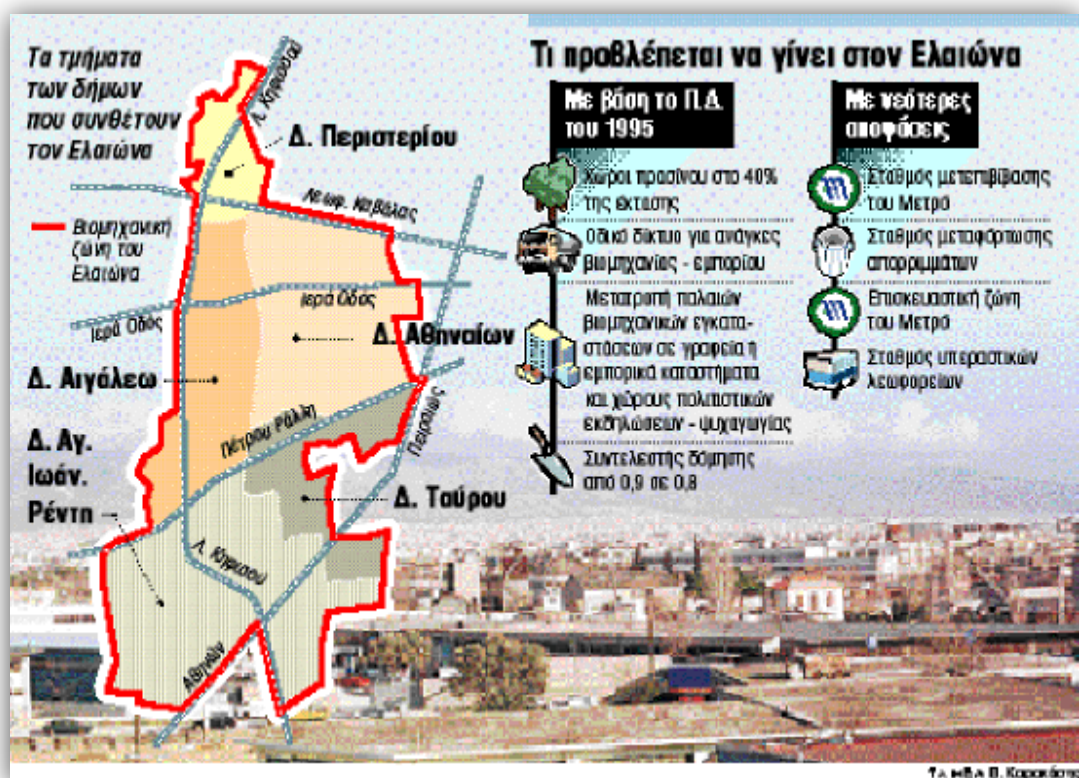 Τα τμήματα
των δήμων
που συνθέτουν
τον Ελαιώνα
Βιομηχανική
ζώνη του
Ελαιώνα
Λ. Κηφισού
Δ. Περιστερίου
Λεωφ. Καβάλας
Ιερά Οδός
Ιερά Οδός
Δ. Αθηναίων
Δ. Αιγάλεω
Πέτρου Ράλλη
Πειραιώς
Δ. Αγ.
Ιωάν.
Ρέντη
Δ. Ταύρου
Λ. Κηφισού
Αθηνών
Τι προβλέπεται να γίνει στον Ελαιώνα
Με βάση το Π.Δ.
του 1995
Χώροι πρασίνου στο 40%
της έκτασης
Οδικό δίκτυο για ανάγκες
βιομηχανίας - εμπορίου
Μετατροπή παλαιών
βιομηχανικών εγκατα-
στάσεων σε γραφεία ή
εμπορικά καταστήματα
και χώρους πολιτιστικών
εκδηλώσεων - ψυχαγωγίας
Συντελεστής δόμησης
από 0,9 σε 0,8
Με νεότερες
αποφάσεις
Σταθμός μετεπιβίβασης
του Μετρό
Σταθμός μεταφόρτωσης
απορριμμάτων
Επισκευαστική ζώνη
του Μετρό
Σταθμός υπεραστικών
λεωφορείων
ΤΑ ΝΕΑ